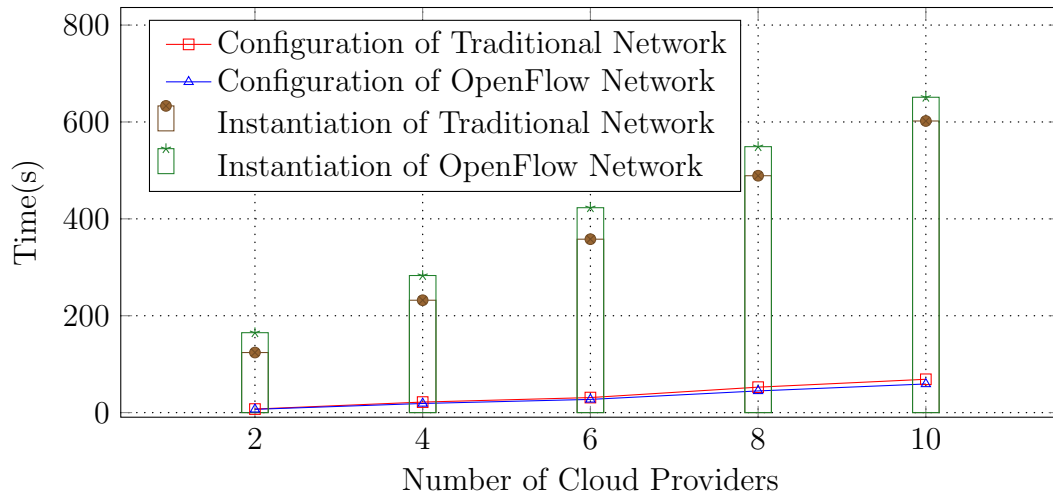 800
600
400
200
0
Time(s)
Configuration of Traditional Network
Configuration of OpenFlow Network
Instantiation of Traditional Network
Instantiation of OpenFlow Network
2 4 6 8 10
Number of Cloud Providers